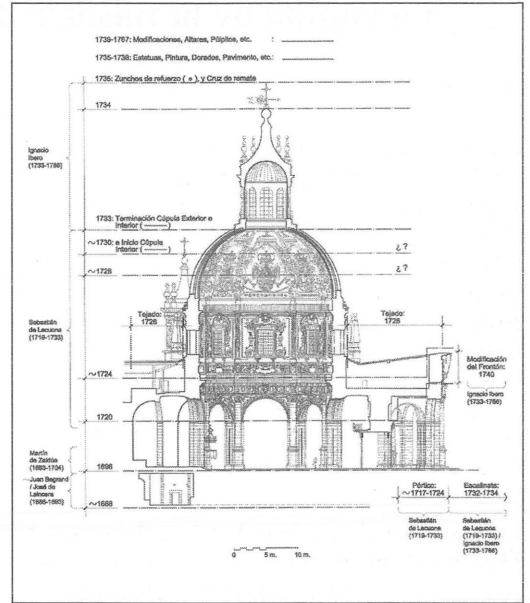 1739-1767: Modificaciones, Altares, Púlpitos, etc. :
1735-1738: Estatuas, Pintura, Dorados, Pavimento, etc.:
1735: Zunchos de refuerzo ( ● ), y Cruz de remate
1734
Ignacio
Ibero
(1733-1766)
1733: Terminación Cúpula Exterior e
Interior ( )
~1730: e Inicio Cúpula
Interior ( )
¿ ?
~1728
¿ ?
Sebastián
de Lecuona
(1719-1733)
Tejado:
1726
Tejado:
1726
~1724
Modificación
del Frontón:
1740
Ignacio Ibero
(1733-1766)
1720
Martín
de Zaldúa
(1693-1704)
1698
~Juan Begrand
/ José de
Laincera
(1688-1693)
~1688
Pórtico:
~1717-1724
Escalinata:
1732-1734
Sebastián
de Lecuona
(1719-1733)
Sebastián
de Lecuona
(1719-1733) /
Ignacio Ibero
(1733-1766)
0 5 m. 10 m.